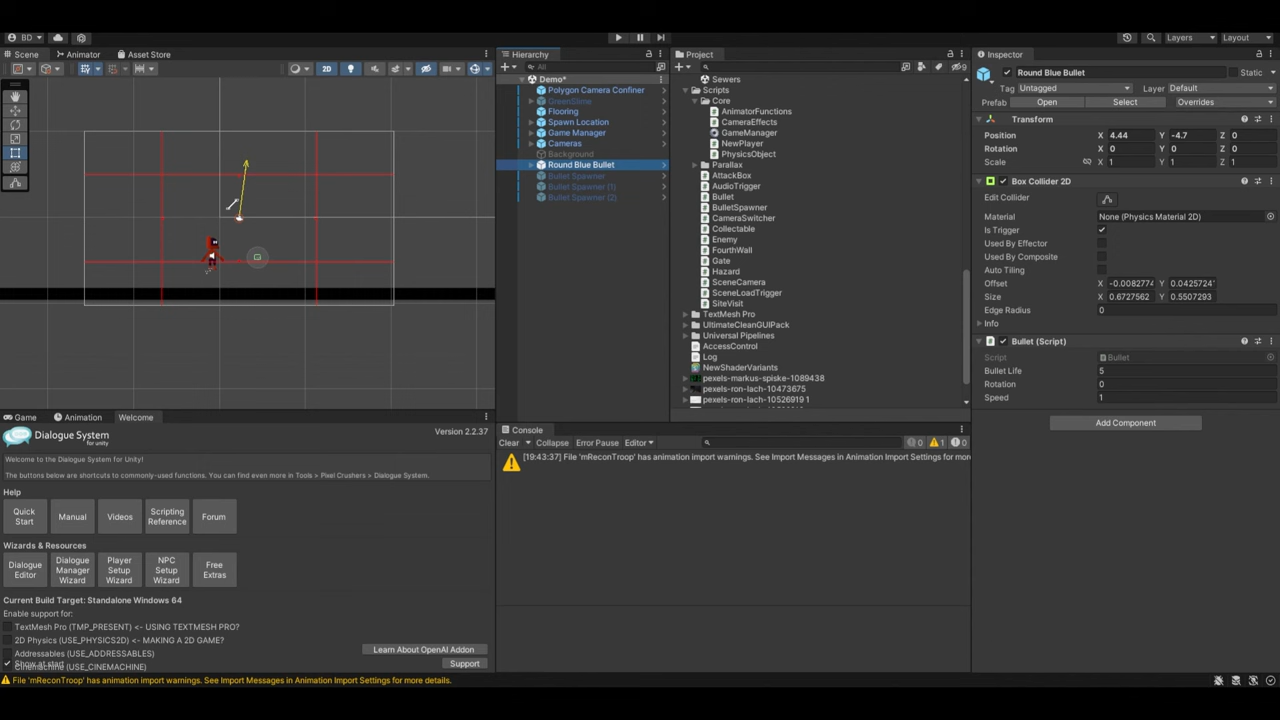 BD
Layers
Layout
Scene
Animator
Asset Store
2D
Hierarchy
All
Demo*
Polygon Camera Confiner
GreenSlime
Flooring
Spawn Location
Game Manager
Cameras
Background
Round Blue Bullet
Bullet Spawner
Bullet Spawner (1)
Bullet Spawner (2)
Project
9
Sewers
Scripts
Core
AnimatorFunctions
CameraEffects
GameManager
NewPlayer
PhysicsObject
Parallax
AttackBox
AudioTrigger
Bullet
BulletSpawner
CameraSwitcher
Collectable
Enemy
FourthWall
Gate
Hazard
SceneCamera
SceneLoadTrigger
SiteVisit
TextMesh Pro
UltimateCleanGUIPack
Universal Pipelines
AccessControl
Log
NewShaderVariants
pexels-markus-spiske-1089438
pexels-ron-lach-10473675
pexels-ron-lach-10526919 1
Inspector
Round Blue Bullet
Static
Tag Untagged
Layer Default
Prefab Open Select Overrides
Transform
Position X 4.44 Y -4.7 Z 0
Rotation X 0 Y 0 Z 0
Scale X 1 Y 1 Z 1
Box Collider 2D
Edit Collider
Material None (Physics Material 2D)
Is Trigger
Used By Effector
Used By Composite
Auto Tiling
Offset X -0.0082774 Y 0.0425724
Size X 0.6727562 Y 0.5507293
Edge Radius 0
Info
Bullet (Script)
Script Bullet
Bullet Life 5
Rotation 0
Speed 1
Add Component
Game
Animation
Welcome
Dialogue System
for unity
Version 2.2.37
Welcome to the Dialogue System for Unity!
The buttons below are shortcuts to commonly-used functions. You can find even more in Tools > Pixel Crushers > Dialogue System.
Help
Quick Start
Manual
Videos
Scripting Reference
Forum
Wizards & Resources
Dialogue Editor
Dialogue Manager Wizard
Player Setup Wizard
NPC Setup Wizard
Free Extras
Current Build Target: Standalone Windows 64
Enable support for:
TextMesh Pro (TMP_PRESENT) <- USING TEXTMESH PRO?
2D Physics (USE_PHYSICS2D) <- MAKING A 2D GAME?
Addressables (USE_ADDRESSABLES)
Cinemachine (USE_CINEMACHINE)
Show at start
Learn About OpenAI Addon
Support
Console
Clear
Collapse
Error Pause
Editor
0
1
0
[19:43:37] File 'mReconTroop' has animation import warnings. See Import Messages in Animation Import Settings for mor
File 'mReconTroop' has animation import warnings. See Import Messages in Animation Import Settings for more details.